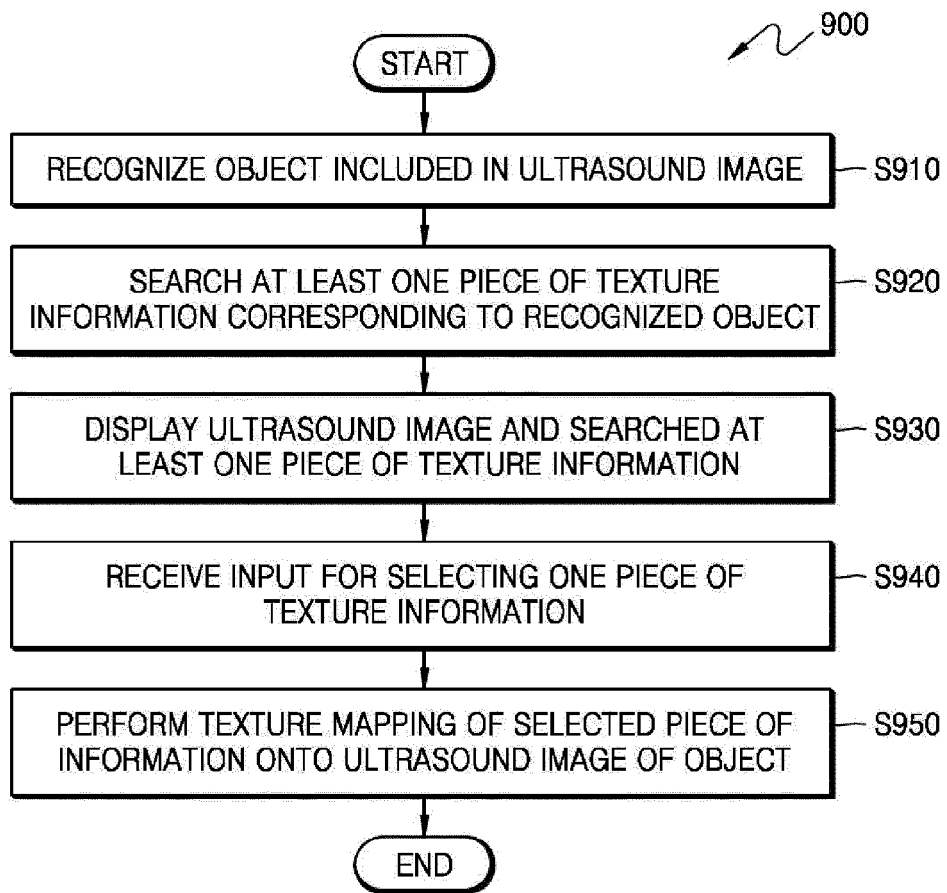 900
START
RECOGNIZE OBJECT INCLUDED IN ULTRASOUND IMAGE
S910
SEARCH AT LEAST ONE PIECE OF TEXTURE
INFORMATION CORRESPONDING TO RECOGNIZED OBJECT
S920
DISPLAY ULTRASOUND IMAGE AND SEARCHED AT
LEAST ONE PIECE OF TEXTURE INFORMATION
S930
RECEIVE INPUT FOR SELECTING ONE PIECE OF
TEXTURE INFORMATION
S940
PERFORM TEXTURE MAPPING OF SELECTED PIECE OF
INFORMATION ONTO ULTRASOUND IMAGE OF OBJECT
S950
END